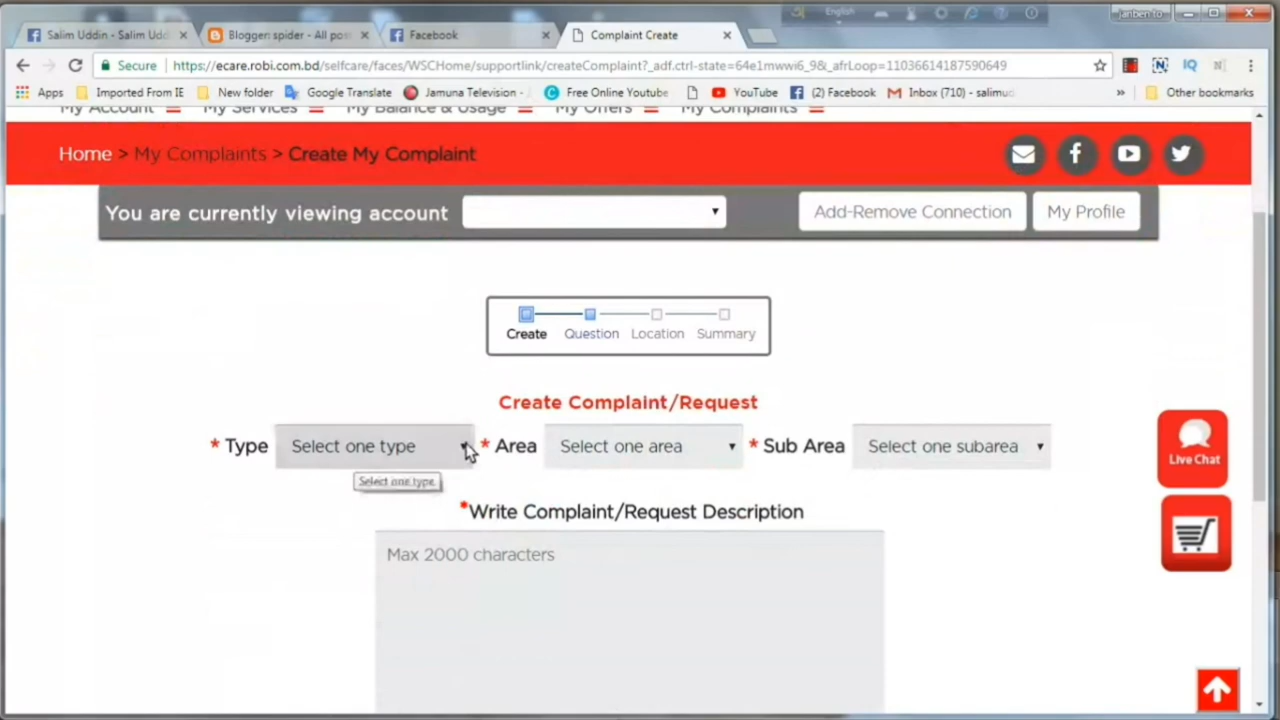 English
janbento
Salim Uddin - Salim Udd
Blogger: spider - All pos
Facebook
Complaint Create
Secure
https://ecare.robi.com.bd/selfcare/faces/WSCHome/supportlink/createComplaint?_adf.ctrl-state=64e1mwwi6_9&_afrLoop=11036614187590649
Apps
Imported From IE
New folder
Google Translate
Jamuna Television -
Free Online Youtube
YouTube
(2) Facebook
Inbox (710) - salimuc
» Other bookmarks
My Account
My Services
My Balance & Usage
My Offers
My Complaints
Home > My Complaints > Create My Complaint
You are currently viewing account
Add-Remove Connection
My Profile
Create
Question
Location
Summary
Create Complaint/Request
* Type
Select one type
* Area
Select one area
* Sub Area
Select one subarea
Select one type
Live Chat
*Write Complaint/Request Description
Max 2000 characters